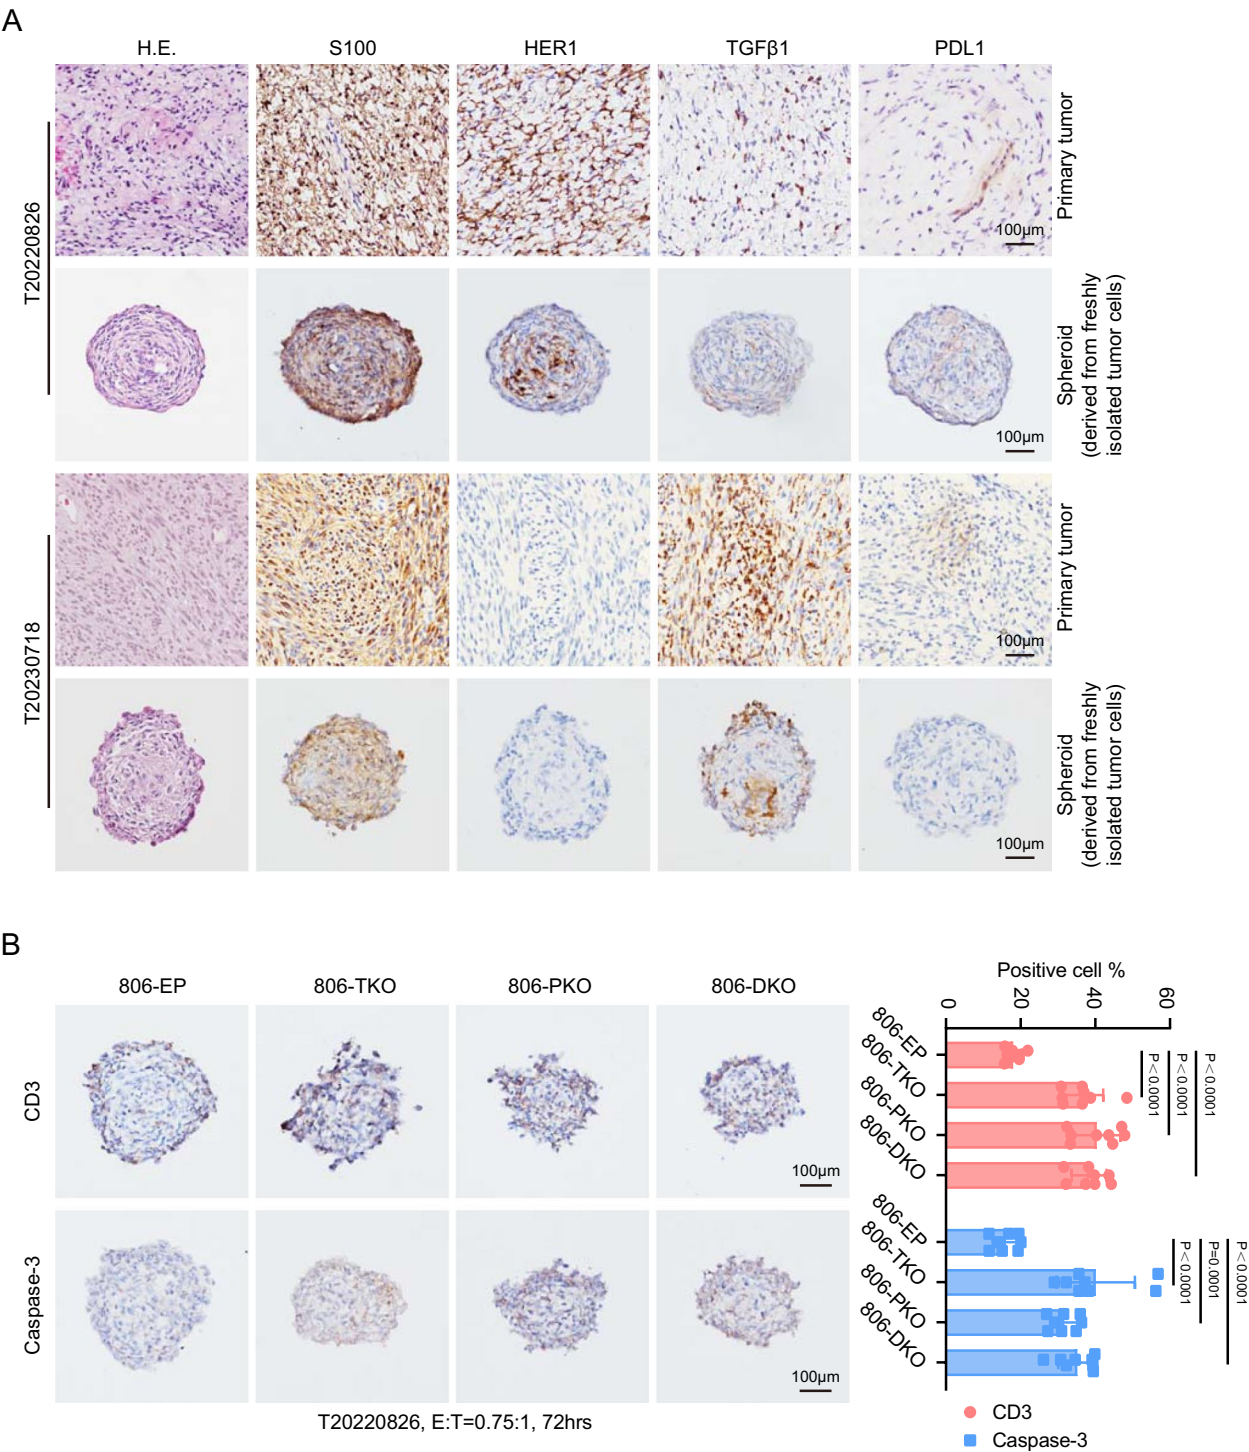 A
H.E.
S100
HER1
TGFβ1
PDL1
T20220826
Primary tumor
100μm
Spheroid
(derived from freshly
isolated tumor cells)
100μm
T20230718
Primary tumor
100μm
Spheroid
(derived from freshly
isolated tumor cells)
100μm
B
806-EP
806-TKO
806-PKO
806-DKO
CD3
100μm
Caspase-3
100μm
T20220826, E:T=0.75:1, 72hrs
Positive cell %
0
20
40
60
806-EP
806-TKO
806-PKO
806-DKO
P<0.0001
P<0.0001
P<0.0001
806-EP
806-TKO
806-PKO
806-DKO
P<0.0001
P=0.0001
P<0.0001
CD3
Caspase-3